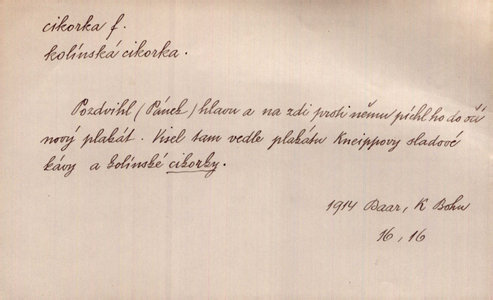 cikorka f.
kolínská cikorka.
Pozdvihl (Pánek) hlavu a na zdi proti němu píchl ho do očí
nový plakát. Visel tam vedle plakátu Kneippovy sladové
kávy a kolínské cikorky.
1914 Baar, K Bohu
16, 16